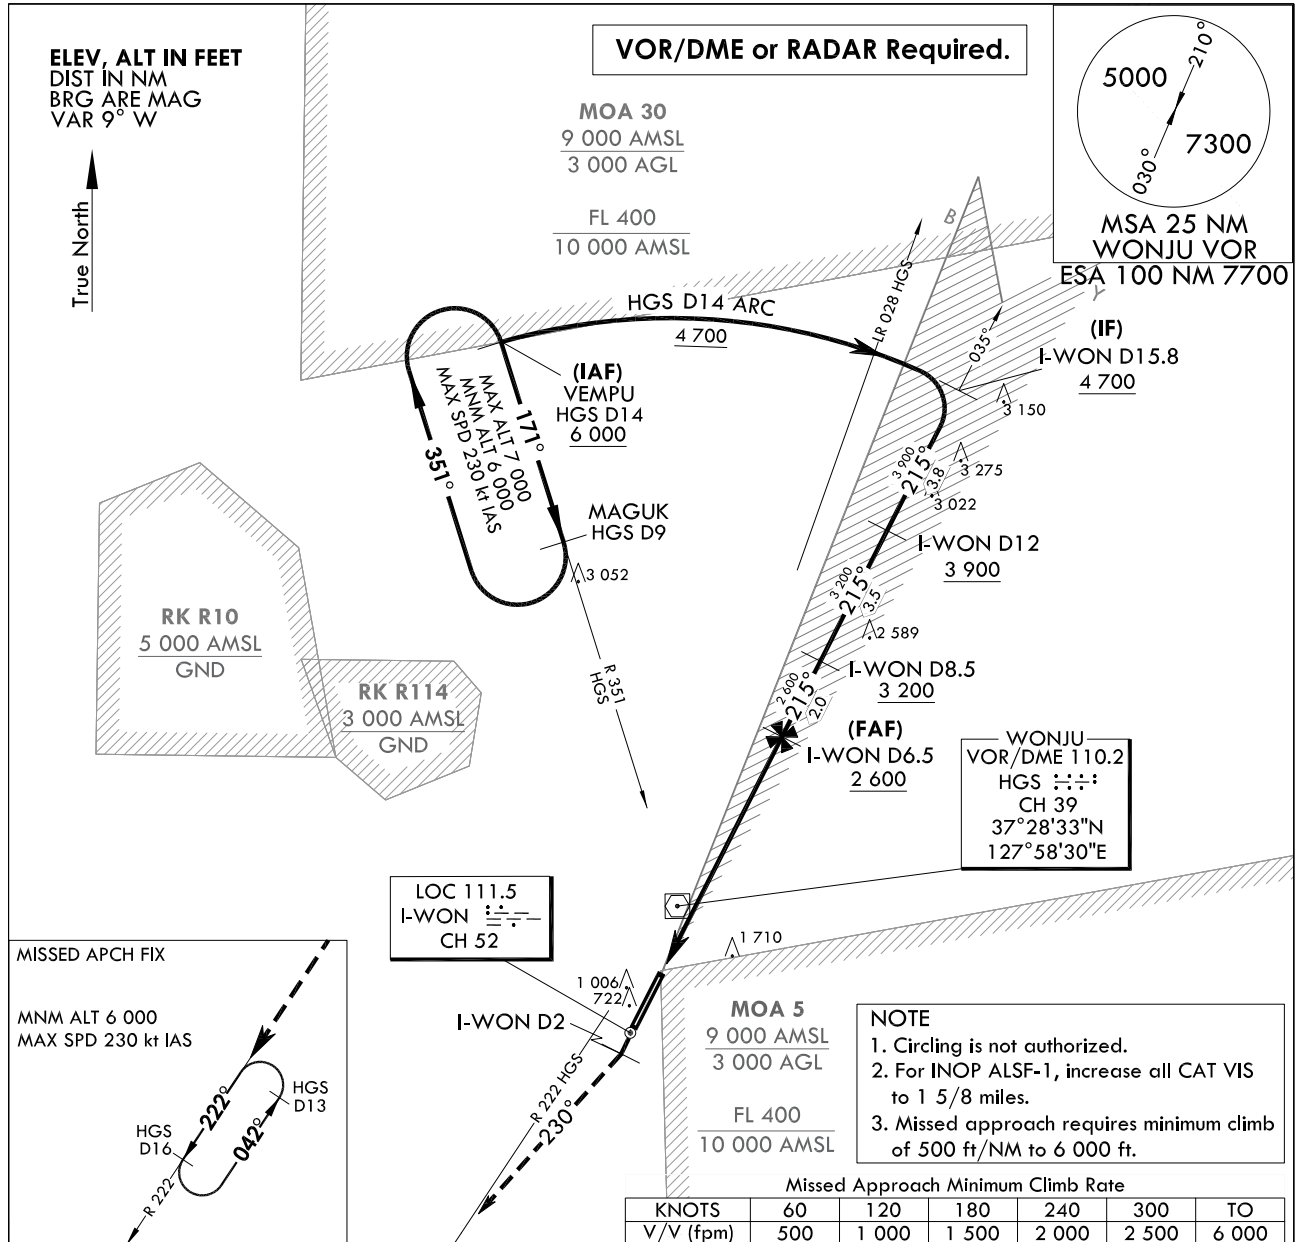 ELEV, ALT IN FEET
DIST IN NM
BRG ARE MAG
VAR 9° W
True North
VOR/DME or RADAR Required.
MOA 30
9 000 AMSL
3 000 AGL
FL 400
10 000 AMSL
5000
7300
210°
030°
MSA 25 NM
WONJU VOR
ESA 100 NM 7700
B
Y
LR 028 HGS
035°
HGS D14 ARC
4 700
(IF)
I-WON D15.8
4 700
3 150
(IAF)
VEMPU
HGS D14
6 000
MAX ALT 7 000
MNM ALT 6 000
MAX SPD 230 kt IAS
171°
351°
MAGUK
HGS D9
3 052
R 351
HGS
3 900
215°
3.8
3 275
3 022
I-WON D12
3 900
3 200
215°
3.5
2 589
I-WON D8.5
3 200
2 600
215°
2.0
(FAF)
I-WON D6.5
2 600
RK R10
5 000 AMSL
GND
RK R114
3 000 AMSL
GND
WONJU
VOR/DME 110.2
HGS
CH 39
37°28'33"N
127°58'30"E
LOC 111.5
I-WON
CH 52
1 710
1 006
722
I-WON D2
R 222 HGS
230°
MOA 5
9 000 AMSL
3 000 AGL
FL 400
10 000 AMSL
MISSED APCH FIX
MNM ALT 6 000
MAX SPD 230 kt IAS
222°
042°
HGS
D13
HGS
D16
R 222
NOTE
1. Circling is not authorized.
2. For INOP ALSF-1, increase all CAT VIS
to 1 5/8 miles.
3. Missed approach requires minimum climb
of 500 ft/NM to 6 000 ft.
Missed Approach Minimum Climb Rate
KNOTS 60 120 180 240 300 TO
V/V (fpm) 500 1 000 1 500 2 000 2 500 6 000